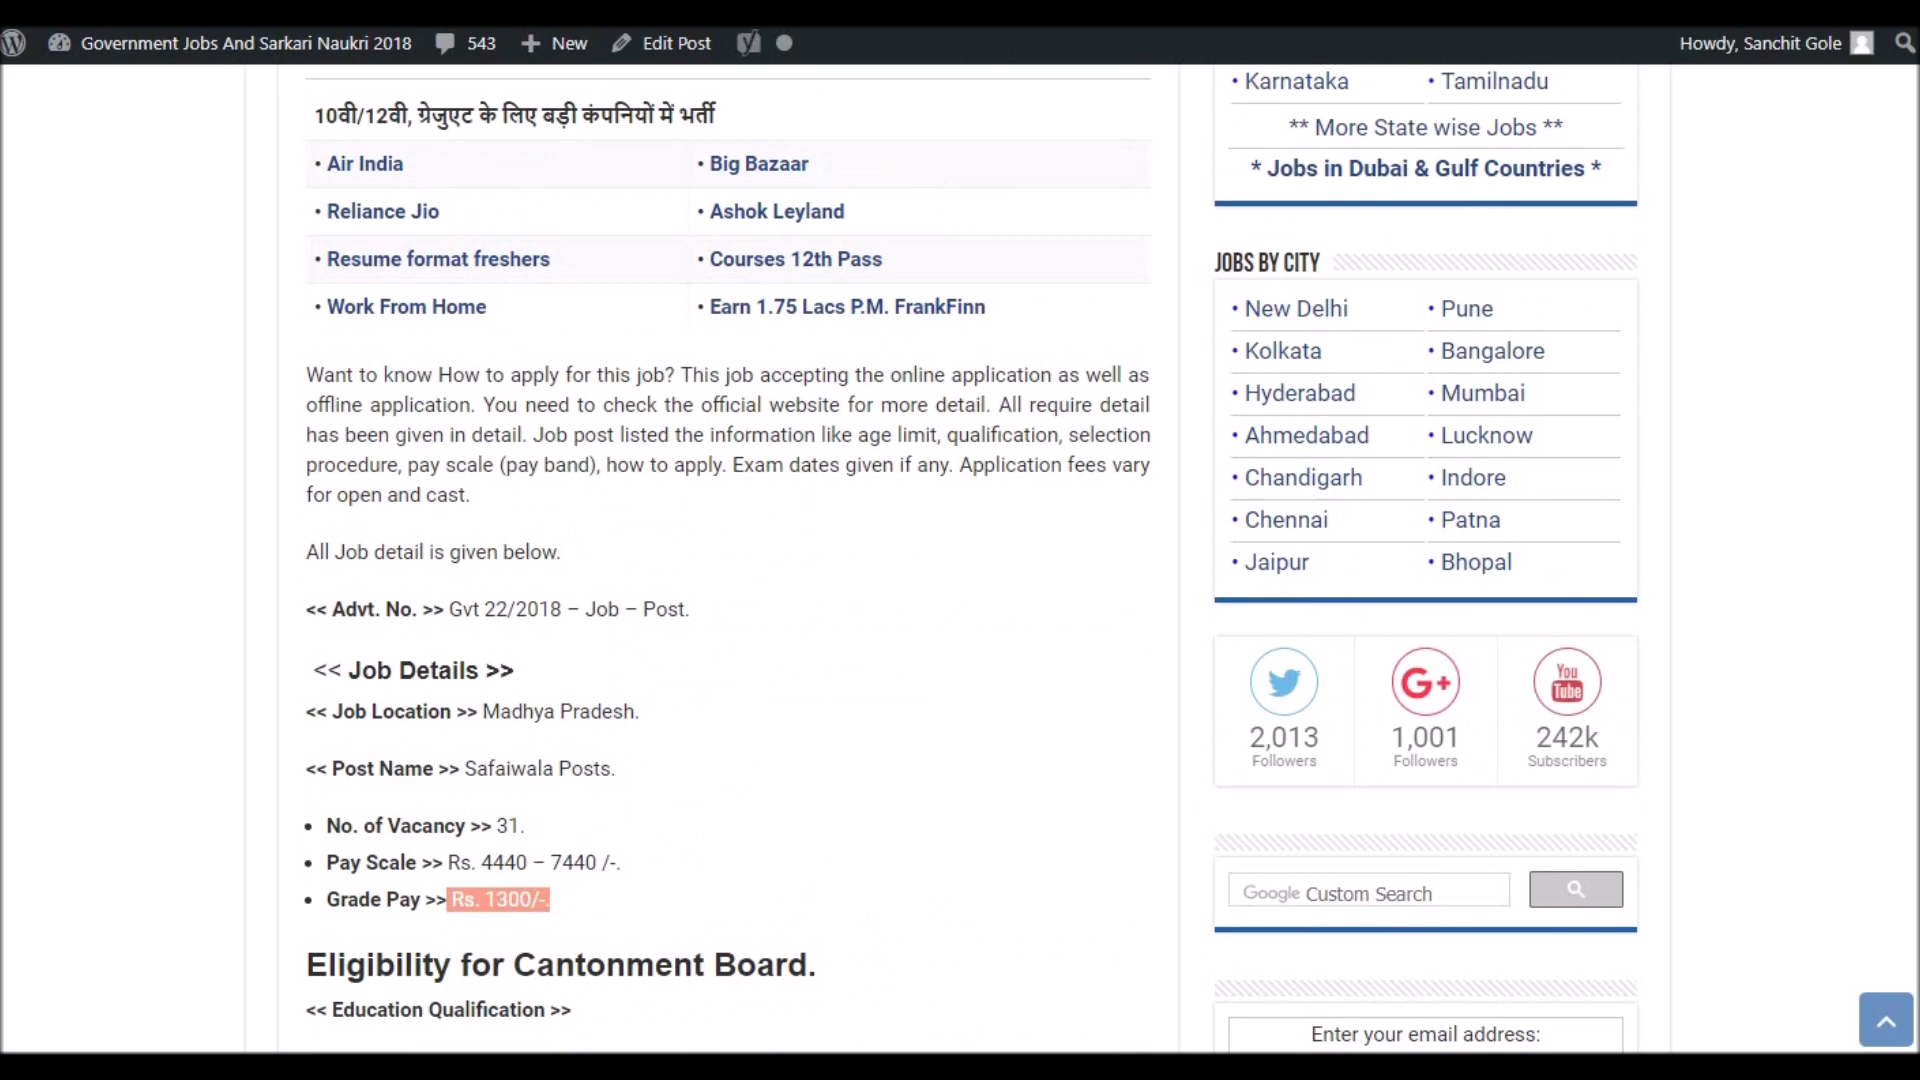 Government Jobs And Sarkari Naukri 2018 543 New Edit Post Howdy, Sanchit Gole
10वी/12वी, ग्रेजुएट के लिए बड़ी कंपनियों में भर्ती
• Air India • Big Bazaar
• Reliance Jio • Ashok Leyland
• Resume format freshers • Courses 12th Pass
• Work From Home • Earn 1.75 Lacs P.M. FrankFinn
Want to know How to apply for this job? This job accepting the online application as well as
offline application. You need to check the official website for more detail. All require detail
has been given in detail. Job post listed the information like age limit, qualification, selection
procedure, pay scale (pay band), how to apply. Exam dates given if any. Application fees vary
for open and cast.
All Job detail is given below.
<< Advt. No. >> Gvt 22/2018 – Job – Post.
<< Job Details >>
<< Job Location >> Madhya Pradesh.
<< Post Name >> Safaiwala Posts.
• No. of Vacancy >> 31.
• Pay Scale >> Rs. 4440 – 7440 /-.
• Grade Pay >> Rs. 1300/-.
Eligibility for Cantonment Board.
<< Education Qualification >>
• Karnataka • Tamilnadu
** More State wise Jobs **
* Jobs in Dubai & Gulf Countries *
JOBS BY CITY
• New Delhi • Pune
• Kolkata • Bangalore
• Hyderabad • Mumbai
• Ahmedabad • Lucknow
• Chandigarh • Indore
• Chennai • Patna
• Jaipur • Bhopal
G+ You Tube
2,013 1,001 242k
Followers Followers Subscribers
Google Custom Search
Enter your email address: